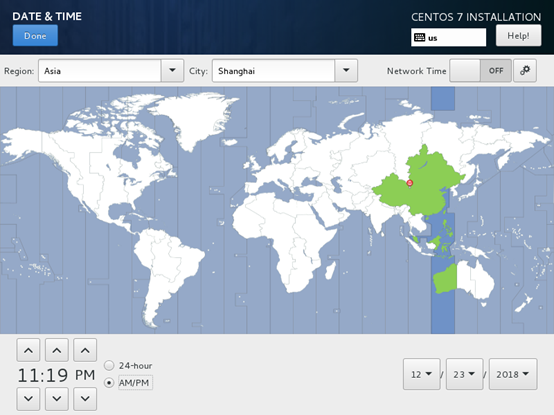 DATE & TIME
CENTOS 7 INSTALLATION
Done
us
Help!
Region: Asia City: Shanghai Network Time OFF
11:19 PM
24-hour
AM/PM
12 / 23 / 2018